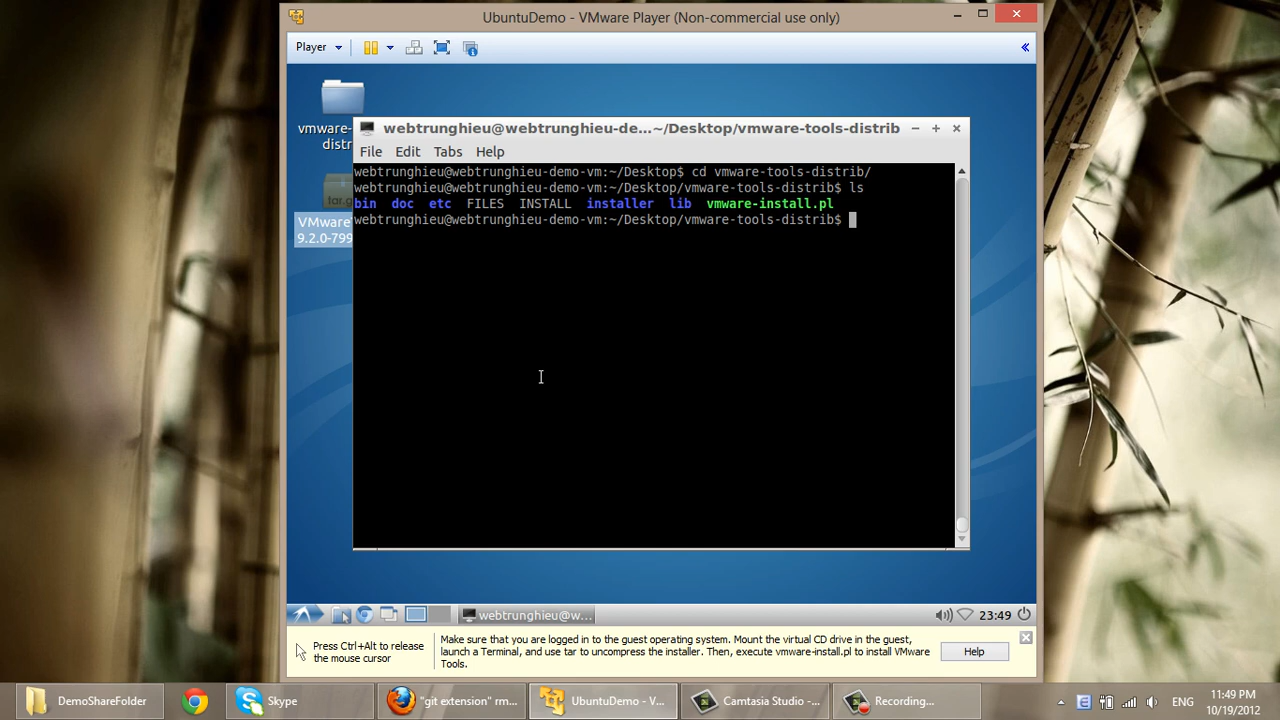 UbuntuDemo - VMware Player (Non-commercial use only)
Player
vmware-
distr
tar.g
VMware
9.2.0-799
webtrunghieu@webtrunghieu-de...~/Desktop/vmware-tools-distrib
File Edit Tabs Help
webtrunghieu@webtrunghieu-demo-vm:~/Desktop$ cd vmware-tools-distrib/
webtrunghieu@webtrunghieu-demo-vm:~/Desktop/vmware-tools-distrib$ ls
bin doc etc FILES INSTALL installer lib vmware-install.pl
webtrunghieu@webtrunghieu-demo-vm:~/Desktop/vmware-tools-distrib$
webtrunghieu@w...
23:49
Press Ctrl+Alt to release
the mouse cursor
Make sure that you are logged in to the guest operating system. Mount the virtual CD drive in the guest,
launch a Terminal, and use tar to uncompress the installer. Then, execute vmware-install.pl to install VMware
Tools.
Help
DemoShareFolder
Skype
"git extension" rm...
UbuntuDemo - V...
Camtasia Studio -...
Recording...
ENG
11:49 PM
10/19/2012